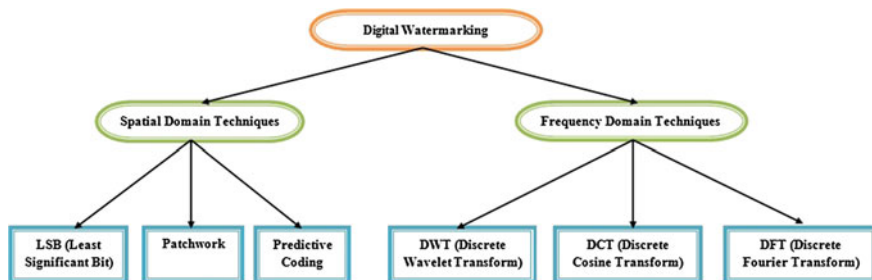 Digital Watermarking
Spatial Domain Techniques
Frequency Domain Techniques
LSB (Least
Significant Bit)
Patchwork
Predictive
Coding
DWT (Discrete
Wavelet Transform)
DCT (Discrete
Cosine Transform)
DFT (Discrete
Fourier Transform)